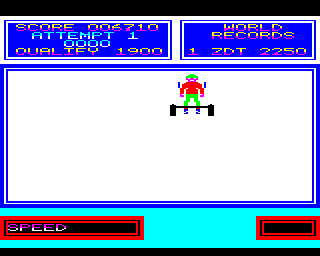 SCORE 006710
ATTEMPT 1
0000
QUALIFY 1900
WORLD
RECORDS
1 ZDT 2250
SPEED